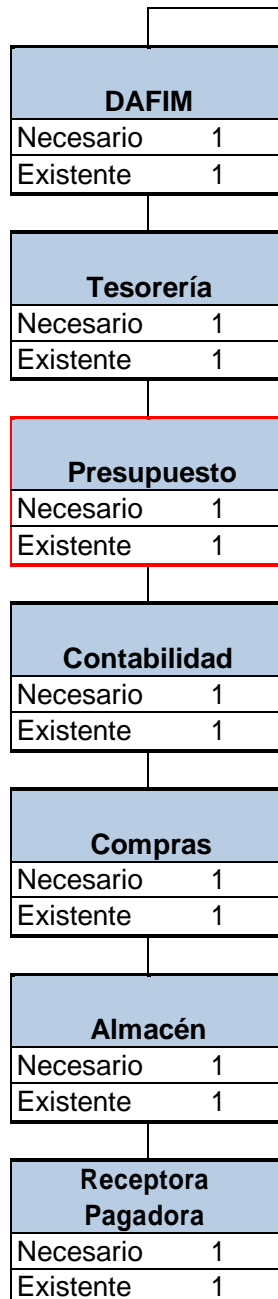 DAFIM
Necesario 1
Existente 1
Tesorería
Necesario 1
Existente 1
Presupuesto
Necesario 1
Existente 1
Contabilidad
Necesario 1
Existente 1
Compras
Necesario 1
Existente 1
Almacén
Necesario 1
Existente 1
Receptora
Pagadora
Necesario 1
Existente 1